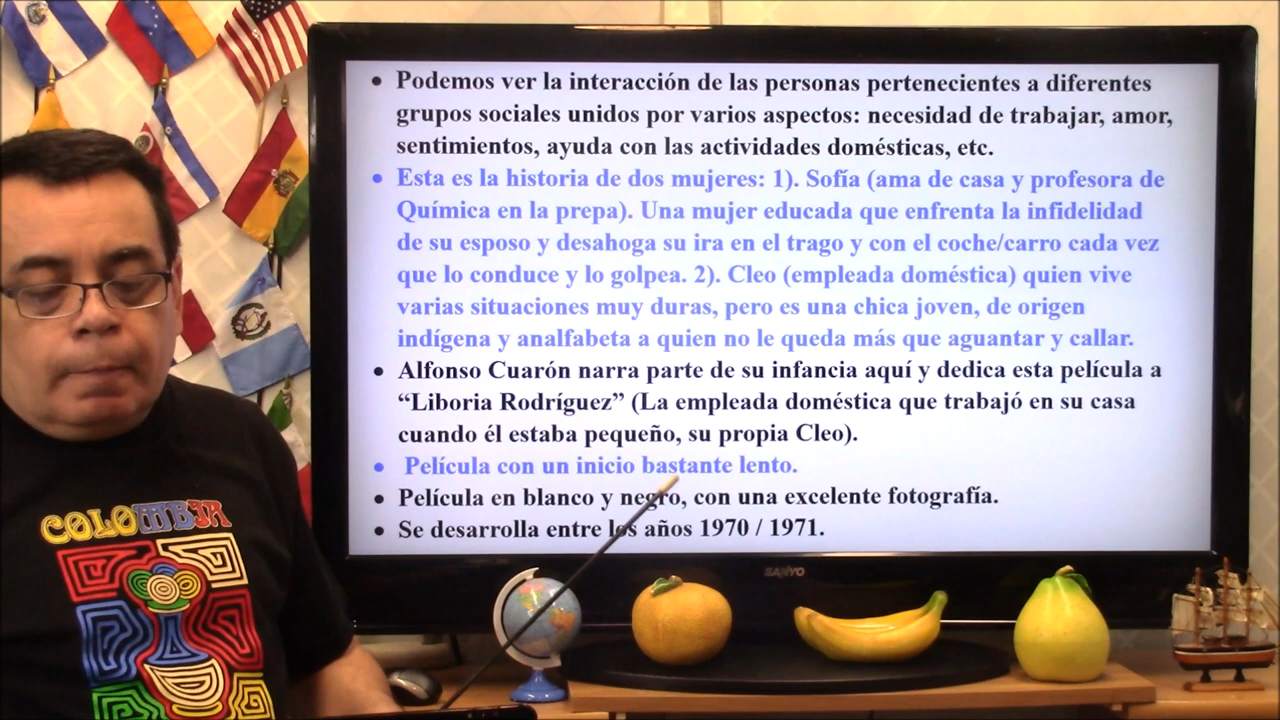 • Podemos ver la interacción de las personas pertenecientes a diferentes
grupos sociales unidos por varios aspectos: necesidad de trabajar, amor,
sentimientos, ayuda con las actividades domésticas, etc.
• Esta es la historia de dos mujeres: 1). Sofía (ama de casa y profesora de
Química en la prepa). Una mujer educada que enfrenta la infidelidad
de su esposo y desahoga su ira en el trago y con el coche/carro cada vez
que lo conduce y lo golpea. 2). Cleo (empleada doméstica) quien vive
varias situaciones muy duras, pero es una chica joven, de origen
indígena y analfabeta a quien no le queda más que aguantar y callar.
• Alfonso Cuarón narra parte de su infancia aquí y dedica esta película a
“Liboria Rodríguez” (La empleada doméstica que trabajó en su casa
cuando él estaba pequeño, su propia Cleo).
• Película con un inicio bastante lento.
• Película en blanco y negro, con una excelente fotografía.
• Se desarrolla entre los años 1970 / 1971.
SANYO
COLOMBIA